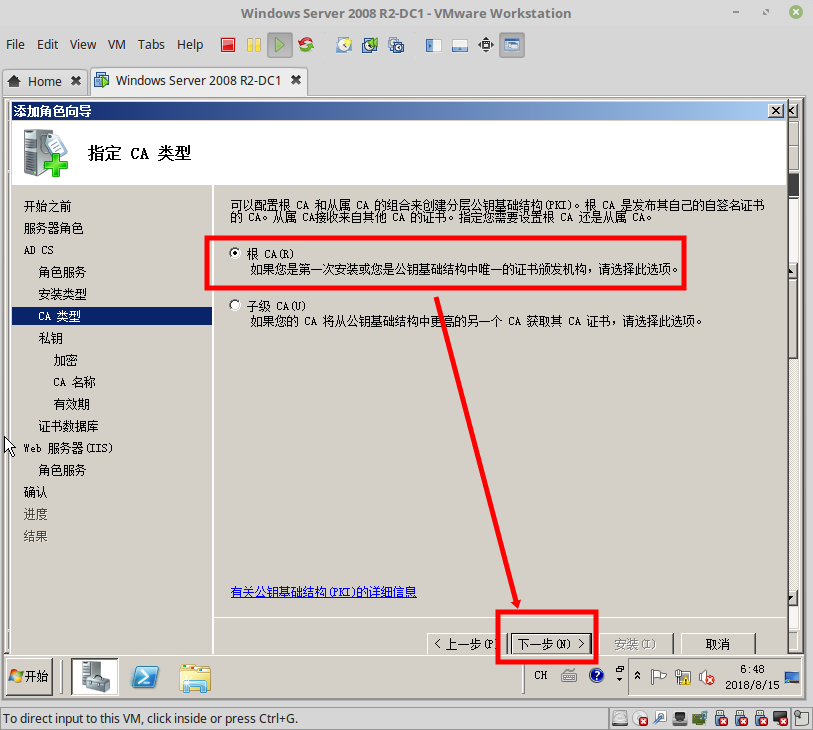 Windows Server 2008 R2-DC1 - VMware Workstation
File Edit View VM Tabs Help
Home
Windows Server 2008 R2-DC1
添加角色向导
指定 CA 类型
开始之前
服务器角色
AD CS
角色服务
安装类型
CA 类型
私钥
加密
CA 名称
有效期
证书数据库
Web 服务器(IIS)
角色服务
确认
进度
结果
可以配置根 CA 和从属 CA 的组合来创建分层公钥基础结构(PKI)。根 CA 是发布其自己的自签名证书
的 CA。从属 CA接收来自其他 CA 的证书。指定您需要设置根 CA 还是从属 CA。
根 CA(R)
如果您是第一次安装或您是公钥基础结构中唯一的证书颁发机构，请选择此选项。
子级 CA(U)
如果您的 CA 将从公钥基础结构中更高的另一个 CA 获取其 CA 证书，请选择此选项。
有关公钥基础结构(PKI)的详细信息
< 上一步(P)
下一步(N) >
安装(I)
取消
开始
CH
6:48
2018/8/15
To direct input to this VM, click inside or press Ctrl+G.